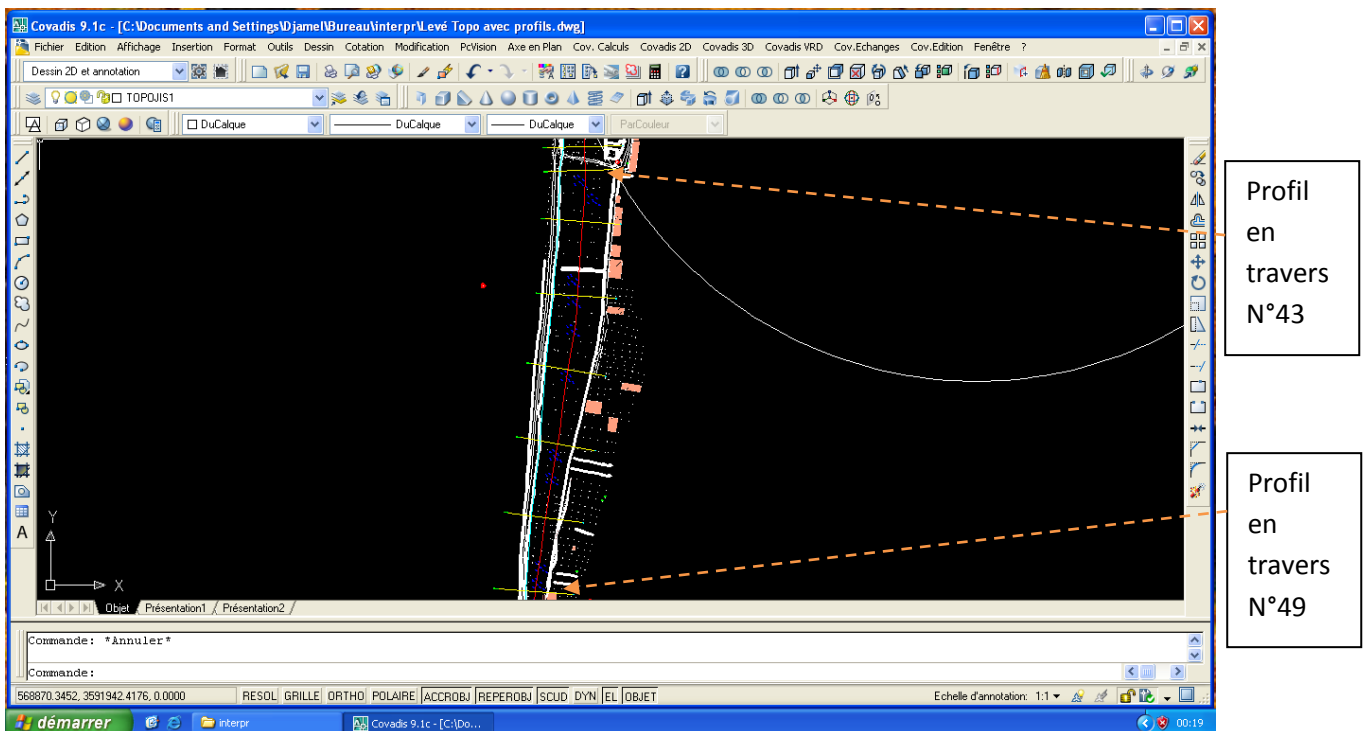 Covadis 9.1c - [C:\Documents and Settings\Djamel\Bureau\interpr\Levé Topo avec profils.dwg]
Fichier Edition Affichage Insertion Format Outils Dessin Cotation Modification PcVision Axe en Plan Cov. Calculs Covadis 2D Covadis 3D Covadis VRD Cov.Echanges Cov.Edition Fenêtre ?
Dessin 2D et annotation
TOPOJIS1
DuCalque DuCalque DuCalque ParCouleur
Profil
en
travers
N°43
Profil
en
travers
N°49
A
Y
X
Objet Présentation1 Présentation2
Commande: *Annuler*
Commande:
568870.3452, 3591942.4176, 0.0000 RESOL GRILLE ORTHO POLAIRE ACCROBJ REPEROBJ SCUD DYN EL OBJET Echelle d'annotation: 1:1
démarrer interpr Covadis 9.1c - [C:\Do... 00:19